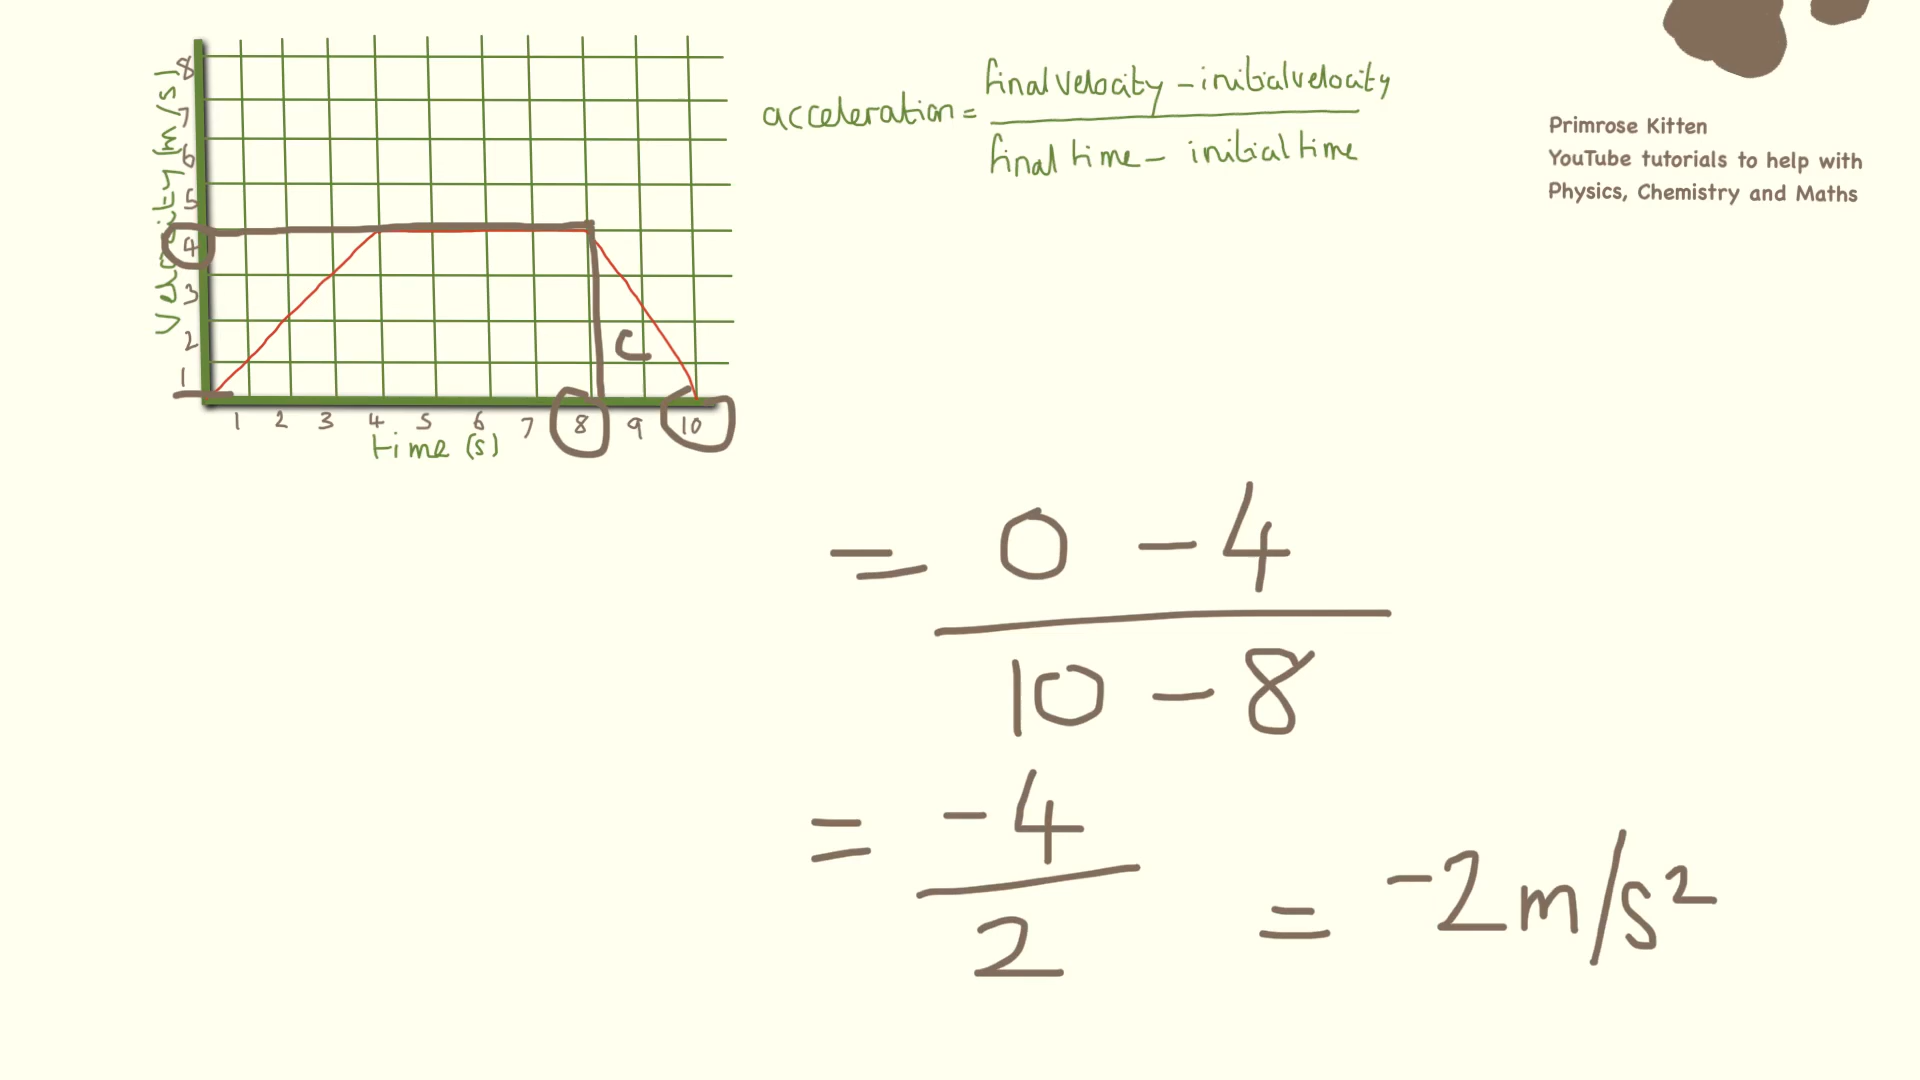 8
7
6
5
4
3
2
1
Velocity (m/s)
1 2 3 4 5 6 7 8 9 10
time (s)
C
acceleration = final velocity - initial velocity
final time - initial time
Primrose Kitten
YouTube tutorials to help with
Physics, Chemistry and Maths
= 0 - 4
10 - 8
= -4
2
= -2 m/s²